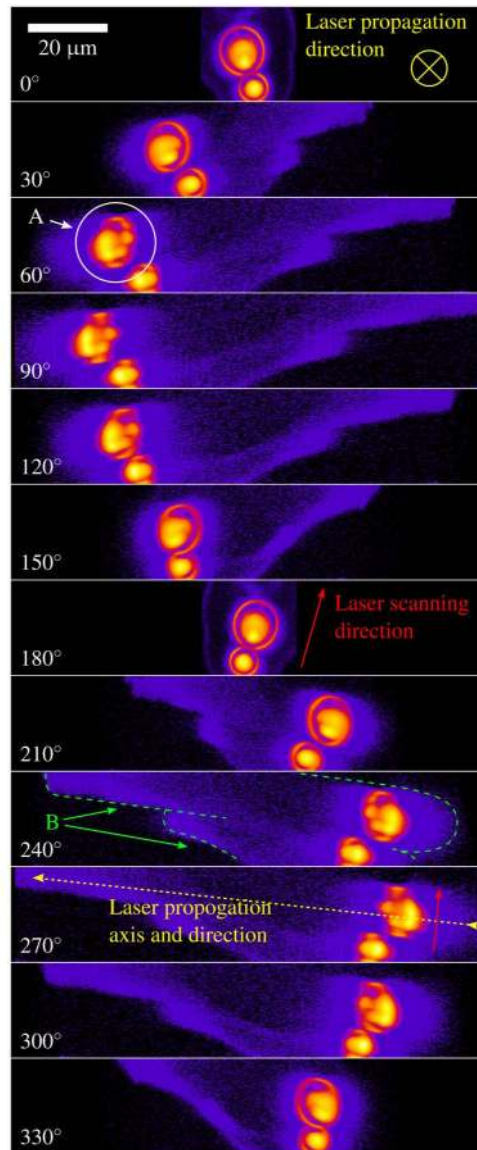 20 μm
Laser propagation
direction
0°
30°
A
60°
90°
120°
150°
Laser scanning
direction
180°
210°
B
240°
Laser propogation
axis and direction
270°
300°
330°